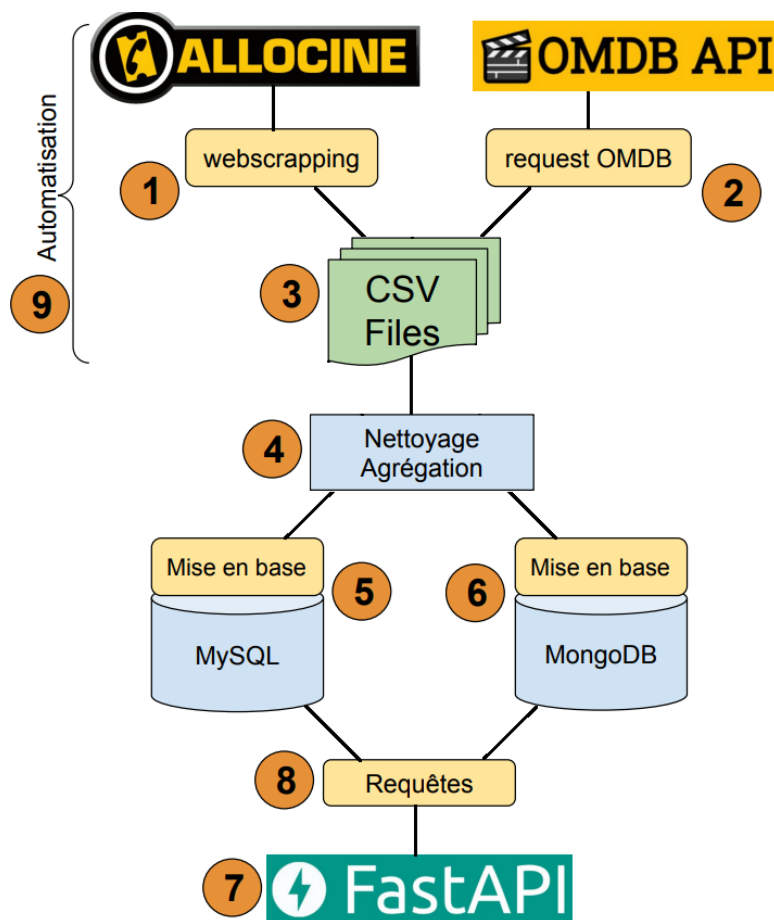 ALLOCINE
OMDB API
Automatisation
webscrapping
request OMDB
1
2
9
3
CSV
Files
4
Nettoyage
Agrégation
Mise en base
5
6
Mise en base
MySQL
MongoDB
8
Requêtes
7
FastAPI